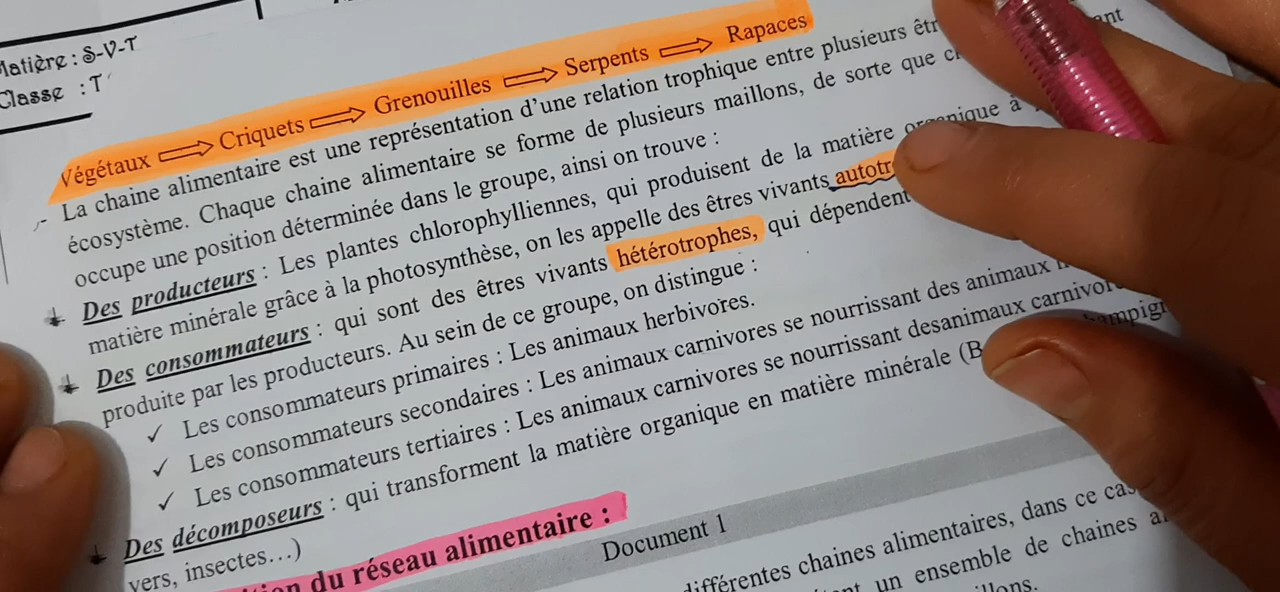 Matière : S-V-T
Classe : T
Végétaux ⇨ Criquets ⇨ Grenouilles ⇨ Serpents ⇨ Rapaces
- La chaine alimentaire est une représentation d'une relation trophique entre plusieurs
écosystème. Chaque chaine alimentaire se forme de plusieurs maillons, de sorte que
occupe une position déterminée dans le groupe, ainsi on trouve :
Des producteurs : Les plantes chlorophylliennes, qui produisent de la matière organique à
matière minérale grâce à la photosynthèse, on les appelle des êtres vivants
Des consommateurs : qui sont des êtres vivants hétérotrophes, qui dépendent
produite par les producteurs. Au sein de ce groupe, on distingue :
✓ Les consommateurs primaires : Les animaux herbivores.
✓ Les consommateurs secondaires : Les animaux carnivores se nourrissant des animaux
✓ Les consommateurs tertiaires : Les animaux carnivores se nourrissant desanimaux
Des décomposeurs : qui transforment la matière organique en matière minérale
vers, insectes…)
du réseau alimentaire :
Document 1
différentes chaines alimentaires, dans ce
un ensemble de chaines